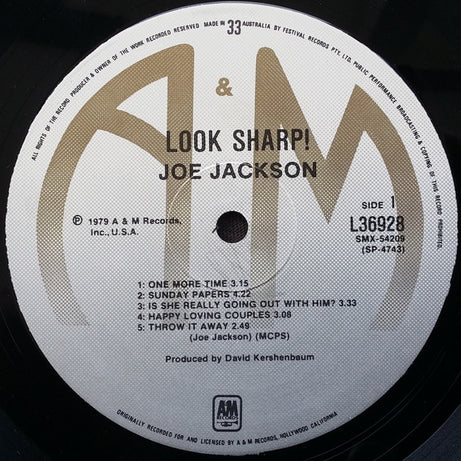 ALL RIGHTS OF THE RECORD PRODUCER & OWNER OF THE WORK RECORDED RESERVED MADE IN 33 AUSTRALIA BY FESTIVAL RECORDS PTY. LTD. PUBLIC PERFORMANCE BROADCASTING & COPYING OF THIS RECORD PROHIBITED.
A & M
LOOK SHARP!
JOE JACKSON
℗ 1979 A & M Records,
Inc., U.S.A.
SIDE 1
L36928
SMX-54209
(SP-4743)
1: ONE MORE TIME 3.15
2: SUNDAY PAPERS 4.22
3: IS SHE REALLY GOING OUT WITH HIM? 3.33
4: HAPPY LOVING COUPLES 3.08
5: THROW IT AWAY 2.49
(Joe Jackson) (MCPS)
Produced by David Kershenbaum
AM
RECORDS
ORIGINALLY RECORDED FOR AND LICENSED BY A & M RECORDS, HOLLYWOOD CALIFORNIA